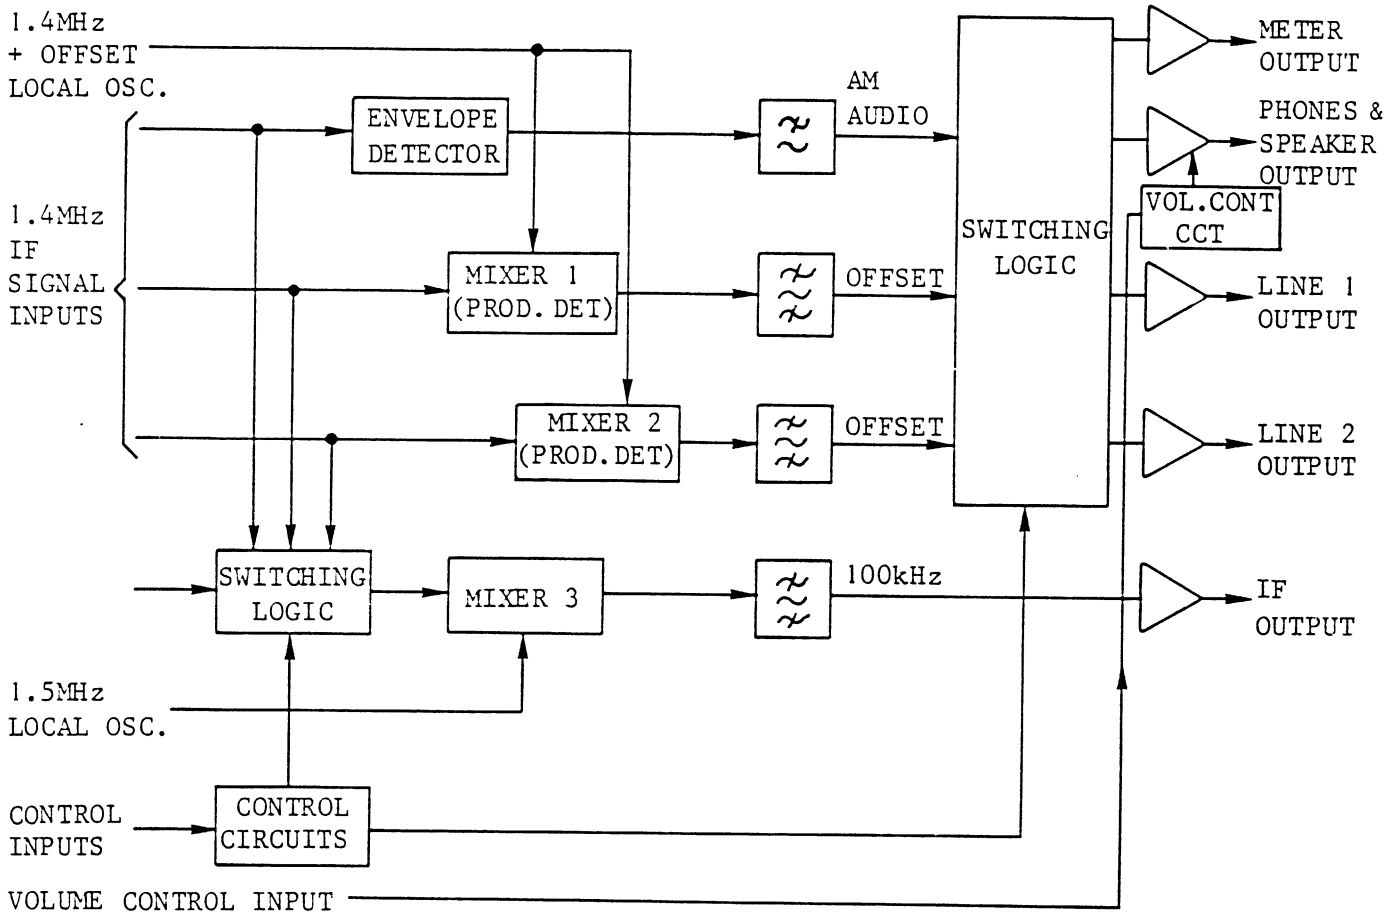 1.4MHz
+ OFFSET
LOCAL OSC.
1.4MHz
IF
SIGNAL
INPUTS
ENVELOPE
DETECTOR
AM
AUDIO
MIXER 1
(PROD.DET)
OFFSET
MIXER 2
(PROD.DET)
OFFSET
SWITCHING
LOGIC
METER
OUTPUT
PHONES &
SPEAKER
OUTPUT
VOL.CONT
CCT
LINE 1
OUTPUT
LINE 2
OUTPUT
SWITCHING
LOGIC
MIXER 3
100kHz
IF
OUTPUT
1.5MHz
LOCAL OSC.
CONTROL
INPUTS
CONTROL
CIRCUITS
VOLUME CONTROL INPUT